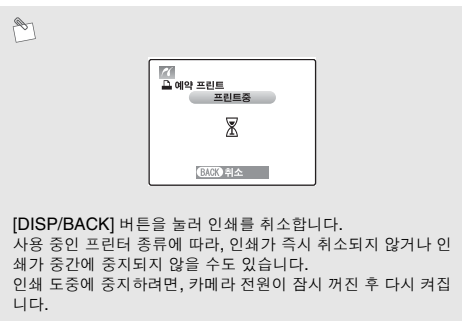 예약 프린트
프린트중
BACK 취소
[DISP/BACK] 버튼을 눌러 인쇄를 취소합니다.
사용 중인 프린터 종류에 따라, 인쇄가 즉시 취소되지 않거나 인
쇄가 중간에 중지되지 않을 수도 있습니다.
인쇄 도중에 중지하려면, 카메라 전원이 잠시 꺼진 후 다시 켜집
니다.